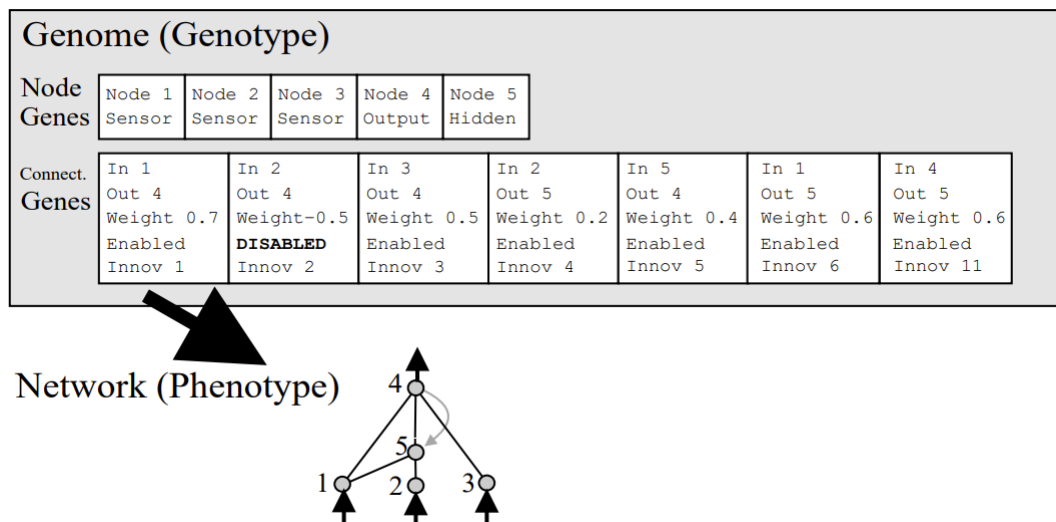 Genome (Genotype)
Node Genes
Node 1 Node 2 Node 3 Node 4 Node 5
Sensor Sensor Sensor Output Hidden
Connect. Genes
In 1 In 2 In 3 In 2 In 5 In 1 In 4
Out 4 Out 4 Out 4 Out 5 Out 4 Out 5 Out 5
Weight 0.7 Weight-0.5 Weight 0.5 Weight 0.2 Weight 0.4 Weight 0.6 Weight 0.6
Enabled DISABLED Enabled Enabled Enabled Enabled Enabled
Innov 1 Innov 2 Innov 3 Innov 4 Innov 5 Innov 6 Innov 11
Network (Phenotype)
4
5
1 2 3